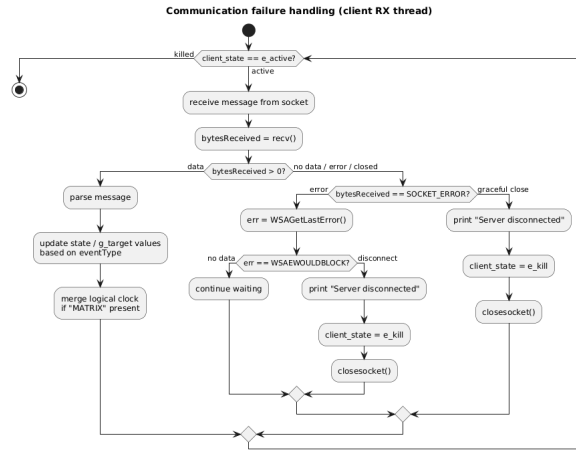 Communication failure handling (client RX thread)
killed
client_state == e_active?
active
receive message from socket
bytesReceived = recv()
data
bytesReceived > 0?
no data / error / closed
parse message
error
bytesReceived == SOCKET_ERROR?
graceful close
err = WSAGetLastError()
print "Server disconnected"
update state / g_target values
based on eventType
no data
err == WSAEWOULDBLOCK?
disconnect
client_state = e_kill
continue waiting
print "Server disconnected"
merge logical clock
if "MATRIX" present
closesocket()
client_state = e_kill
closesocket()